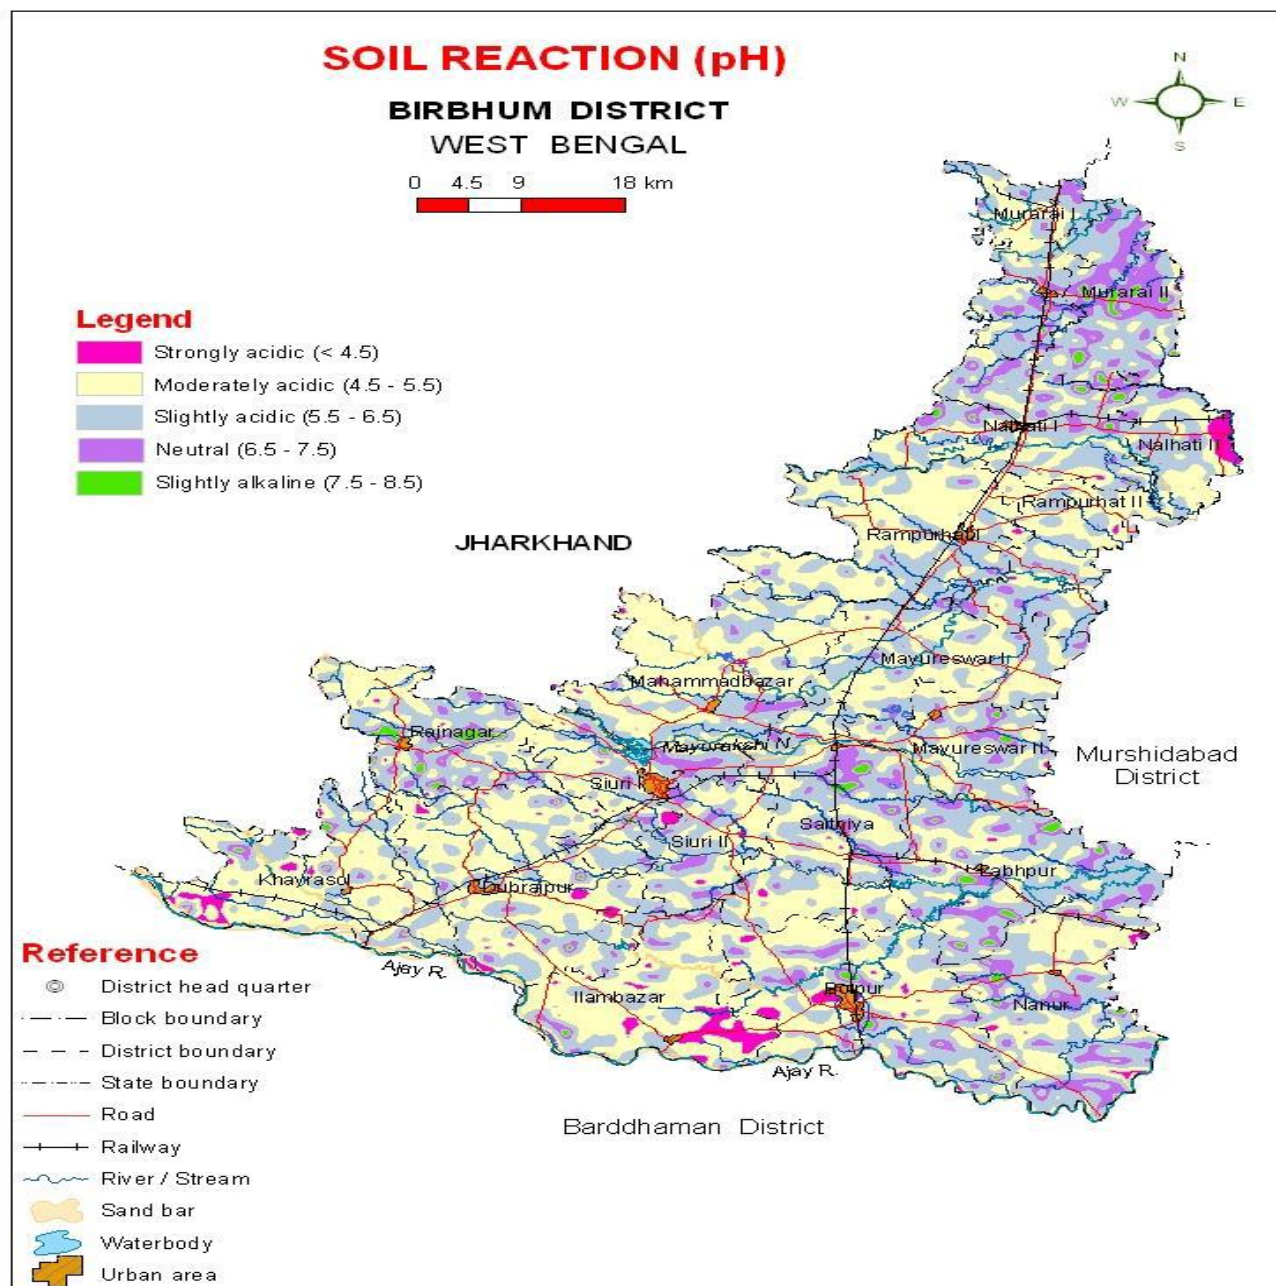 SOIL REACTION (pH)
BIRBHUM DISTRICT
WEST BENGAL
0 4.5 9 18 km
N
W E
S
Legend
Strongly acidic (< 4.5)
Moderately acidic (4.5 - 5.5)
Slightly acidic (5.5 - 6.5)
Neutral (6.5 - 7.5)
Slightly alkaline (7.5 - 8.5)
JHARKHAND
Murarai I
Murarai II
Nalhati I
Nalhati II
Rampurhat II
Rampurhat I
Mayureswar I
Mahammadbazar
Rajnagar
Mayurakshi N.
Mayureswar II
Murshidabad
District
Siuri I
Siuri II
Saithiya
Labhpur
Khayrasol
Dubrajpur
Ajay R.
Illambazar
Bolpur
Nanur
Ajay R.
Barddhaman District
Reference
District head quarter
Block boundary
District boundary
State boundary
Road
Railway
River / Stream
Sand bar
Waterbody
Urban area